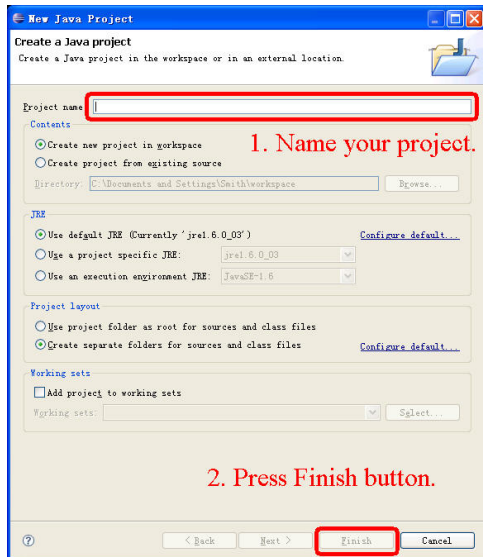 New Java Project
Create a Java project
Create a Java project in the workspace or in an external location.
Project name
Contents
Create new project in workspace
1. Name your project.
Create project from existing source
Directory: C:\Documents and Settings\Smith\workspace Browse...
JRE
Use default JRE (Currently 'jre1.6.0_03') Configure default...
Use a project specific JRE: jre1.6.0_03
Use an execution environment JRE: JavaSE-1.6
Project layout
Use project folder as root for sources and class files
Create separate folders for sources and class files Configure default...
Working sets
Add project to working sets
Working sets: Select...
2. Press Finish button.
? < Back Next > Finish Cancel